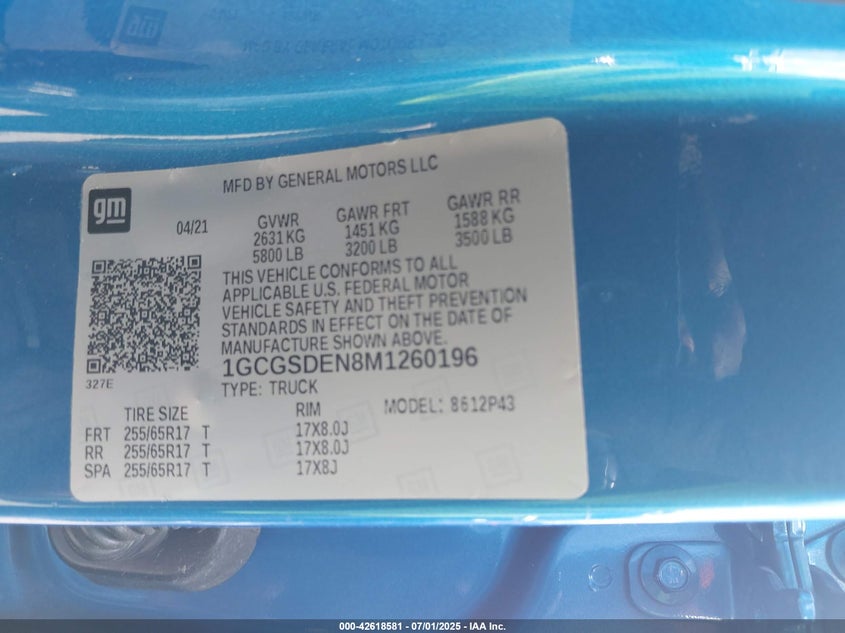 MFD BY GENERAL MOTORS LLC
gm
04/21
GVWR
2631 KG
5800 LB
GAWR FRT
1451 KG
3200 LB
GAWR RR
1588 KG
3500 LB
THIS VEHICLE CONFORMS TO ALL
APPLICABLE U.S. FEDERAL MOTOR
VEHICLE SAFETY AND THEFT PREVENTION
STANDARDS IN EFFECT ON THE DATE OF
MANUFACTURE SHOWN ABOVE.
327E
1GCGSDEN8M1260196
TYPE: TRUCK
MODEL: 8612P43
TIRE SIZE RIM
FRT 255/65R17 T 17X8.0J
RR 255/65R17 T 17X8.0J
SPA 255/65R17 T 17X8J
000-42618581 - 07/01/2025 - IAA Inc.